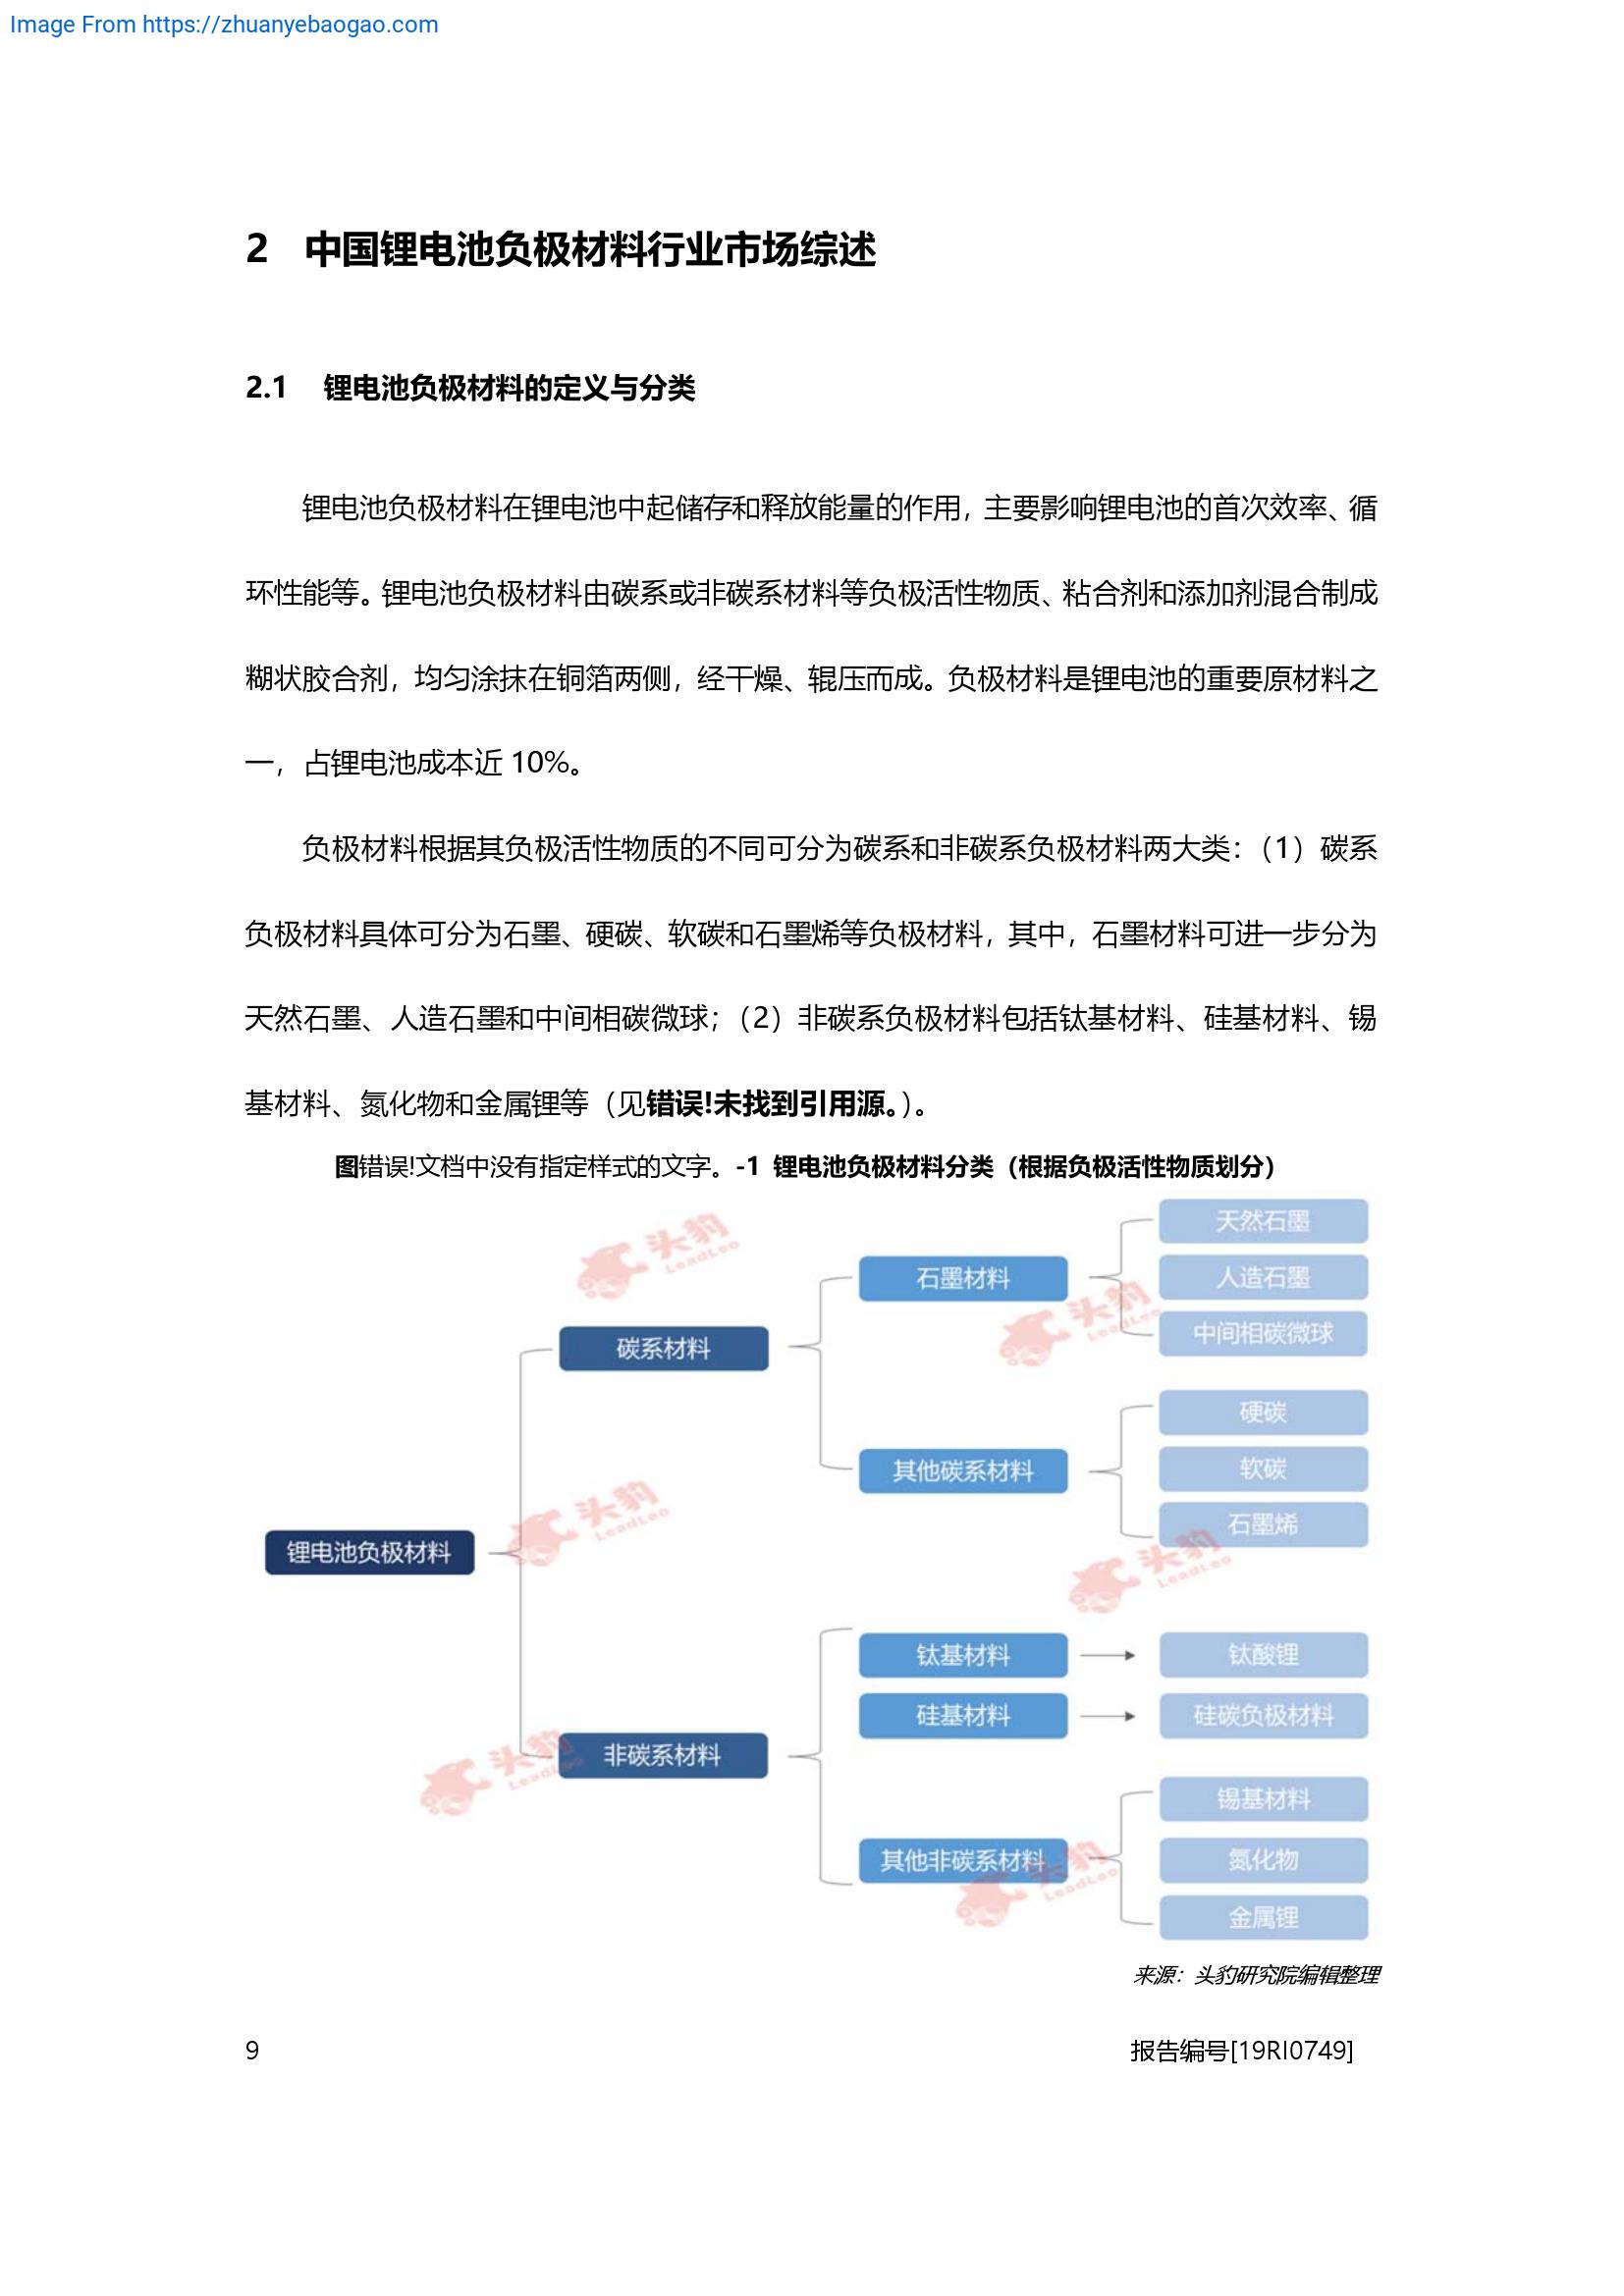 Image From https://zhuanyebaogao.com
2 中国锂电池负极材料行业市场综述
2.1 锂电池负极材料的定义与分类
锂电池负极材料在锂电池中起储存和释放能量的作用，主要影响锂电池的首次效率、循
环性能等。锂电池负极材料由碳系或非碳系材料等负极活性物质、粘合剂和添加剂混合制成
糊状胶合剂，均匀涂抹在铜箔两侧，经干燥、辊压而成。负极材料是锂电池的重要原材料之
一，占锂电池成本近 10%。
负极材料根据其负极活性物质的不同可分为碳系和非碳系负极材料两大类：（1）碳系
负极材料具体可分为石墨、硬碳、软碳和石墨烯等负极材料，其中，石墨材料可进一步分为
天然石墨、人造石墨和中间相碳微球；（2）非碳系负极材料包括钛基材料、硅基材料、锡
基材料、氮化物和金属锂等（见错误!未找到引用源。）。
图错误!文档中没有指定样式的文字。-1 锂电池负极材料分类（根据负极活性物质划分）
锂电池负极材料
碳系材料
石墨材料
天然石墨
人造石墨
中间相碳微球
其他碳系材料
硬碳
软碳
石墨烯
非碳系材料
钛基材料
钛酸锂
硅基材料
硅碳负极材料
其他非碳系材料
锡基材料
氮化物
金属锂
头豹
LeadLeo
头豹
LeadLeo
头豹
LeadLeo
头豹
LeadLeo
头豹
LeadLeo
头豹
LeadLeo
来源：头豹研究院编辑整理
9
报告编号[19RI0749]